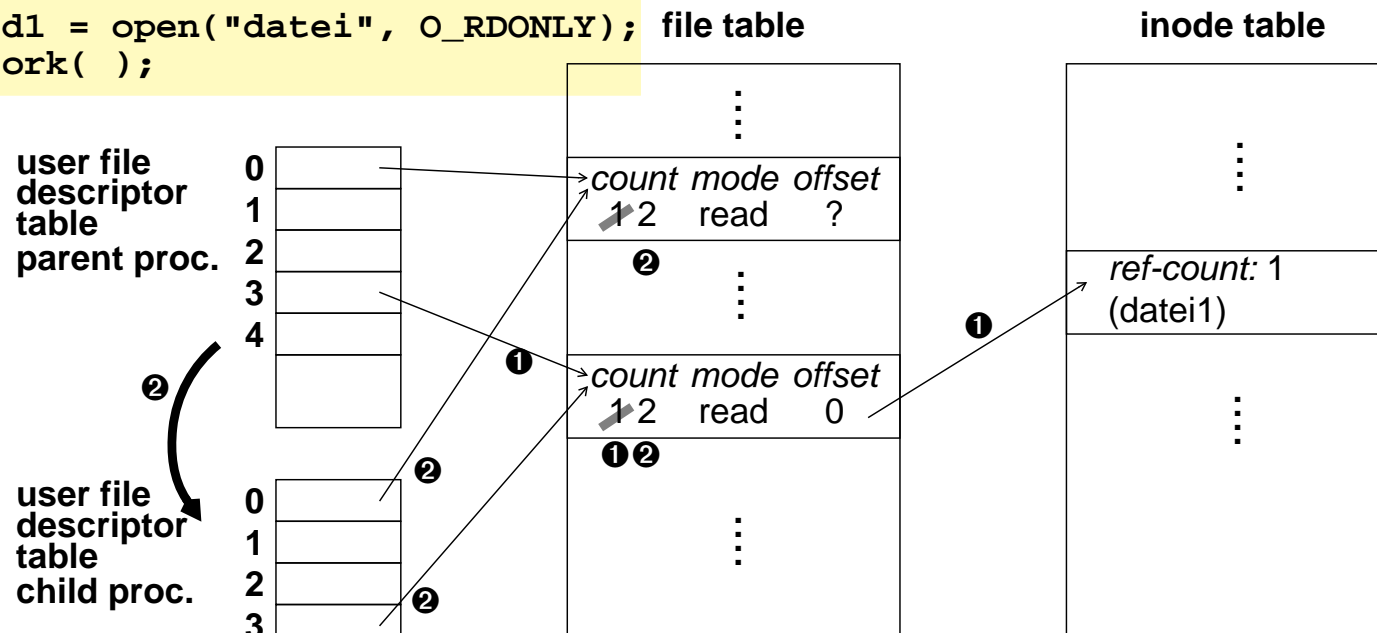 d1 = open("datei", O_RDONLY);
ork( );
file table
inode table
user file
descriptor
table
parent proc.
0
1
2
3
4
count mode offset
1 2 read ?
❷
ref-count: 1
(datei1)
❶
❶
❷
count mode offset
1 2 read 0
❶❷
❷
user file
descriptor
table
child proc.
0
1
2
3
❷